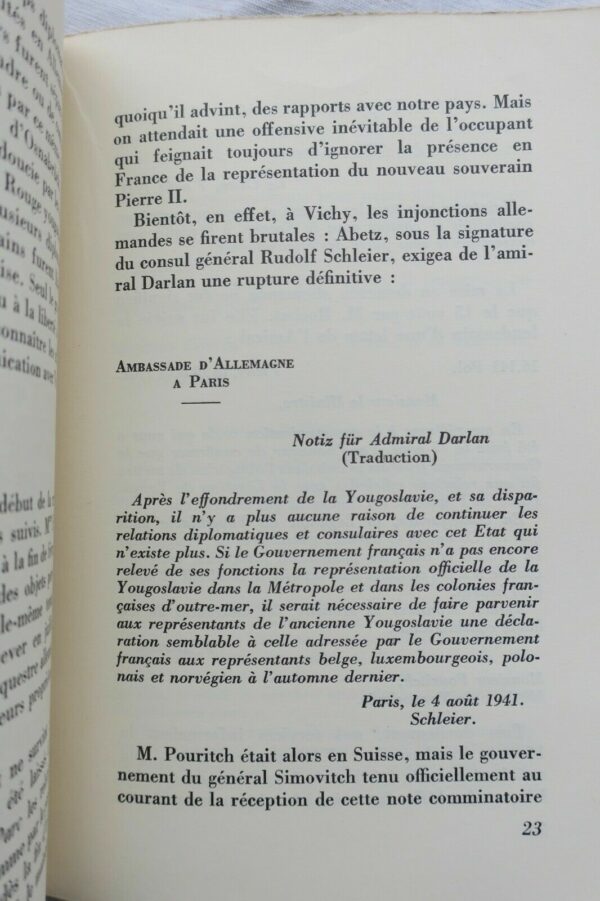 quoiqu'il advint, des rapports avec notre pays. Mais
on attendait une offensive inévitable de l'occupant
qui feignait toujours d'ignorer la présence en
France de la représentation du nouveau souverain
Pierre II.
Bientôt, en effet, à Vichy, les injonctions alle-
mandes se firent brutales : Abetz, sous la signature
du consul général Rudolf Schleier, exigea de l'ami-
ral Darlan une rupture définitive :
AMBASSADE D'ALLEMAGNE
A PARIS
Notiz für Admiral Darlan
(Traduction)
Après l'effondrement de la Yougoslavie, et sa dispa-
rition, il n'y a plus aucune raison de continuer les
relations diplomatiques et consulaires avec cet Etat qui
n'existe plus. Si le Gouvernement français n'a pas encore
relevé de ses fonctions la représentation officielle de la
Yougoslavie dans la Métropole et dans les colonies fran-
çaises d'outre-mer, il serait nécessaire de faire parvenir
aux représentants de l'ancienne Yougoslavie une décla-
ration semblable à celle adressée par le Gouvernement
français aux représentants belge, luxembourgeois, polo-
nais et norvégien à l'automne dernier.
Paris, le 4 août 1941.
Schleier.
M. Pouritch était alors en Suisse, mais le gouver-
nement du général Simovitch tenu officiellement au
courant de la réception de cette note comminatoire
23